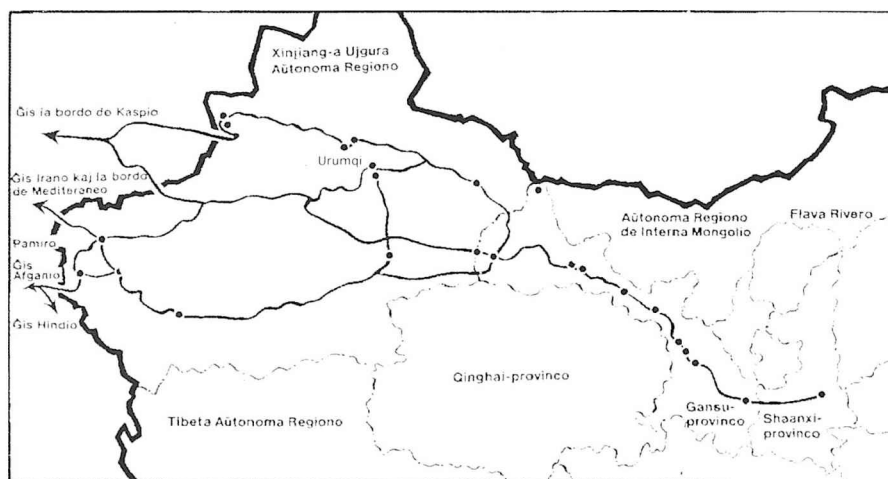 Xinjiang-a Ujgura
Aŭtonoma Regiono
Ĝis la bordo de Kaspio
Urumqi
Ĝis Irano kaj la bordo
de Mediteraneo
Aŭtonoma Regiono
de Interna Mongolio
Flava Rivero
Pamiro
Ĝis
Afganio
Ĝis Hindio
Qinghai-provinco
Tibeta Aŭtonoma Regiono
Gansu-
provinco
Shaanxi-
provinco